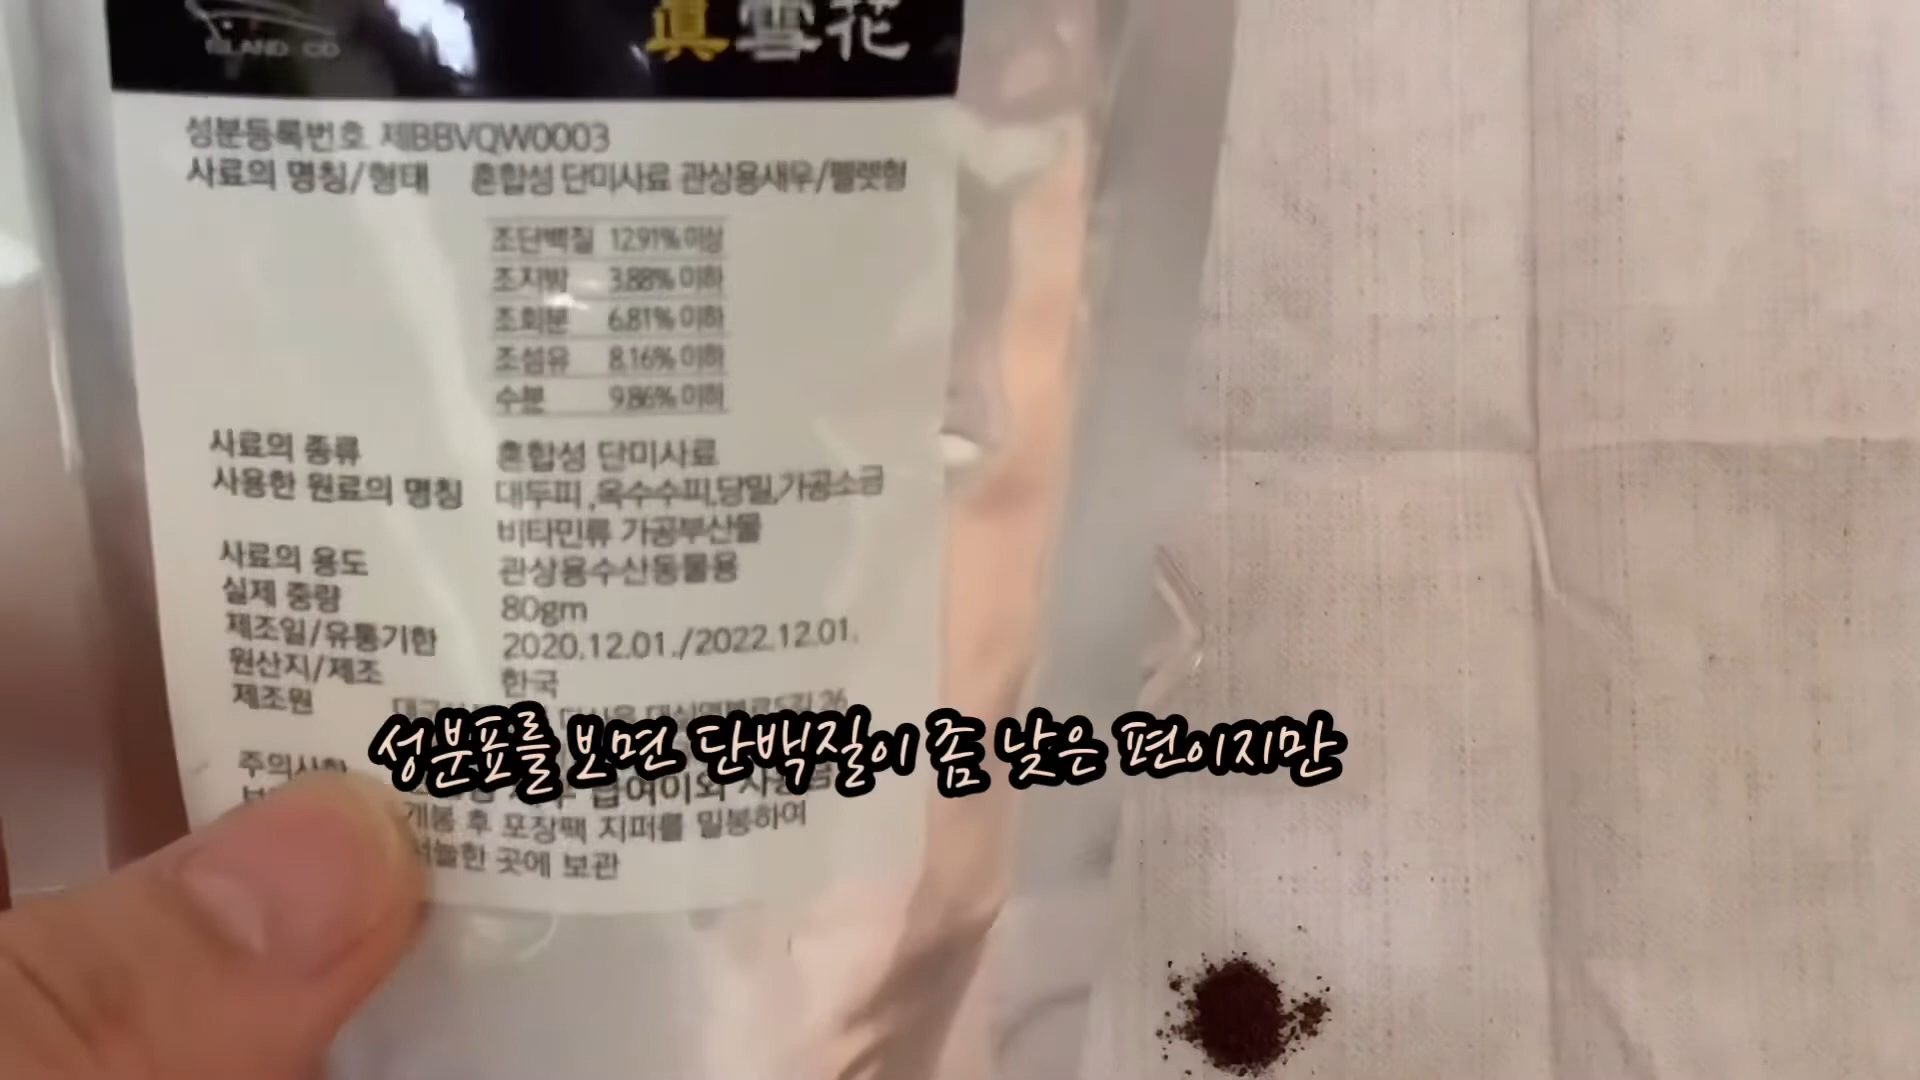 ISLAND CID
真雪花
성분등록번호 제BBVQW0003
사료의 명칭/형태 혼합성 단미사료 관상용새우/펠렛형
조단백질 12.91% 이상
조지방 3.88% 이하
조회분 6.81% 이하
조섬유 8.16% 이하
수분 9.86% 이하
사료의 종류 혼합성 단미사료
사용한 원료의 명칭 대두피,옥수수피,당밀,가공소금
비타민류 가공부산물
사료의 용도 관상용수산동물용
실제 중량 80gm
제조일/유통기한 2020.12.01./2022.12.01.
원산지/제조 한국
제조원
성분표를 보면 단백질이 좀 낮은 편이지만
주의사항 급여이외
개봉 후 포장팩 지퍼를 밀봉하여
서늘한 곳에 보관